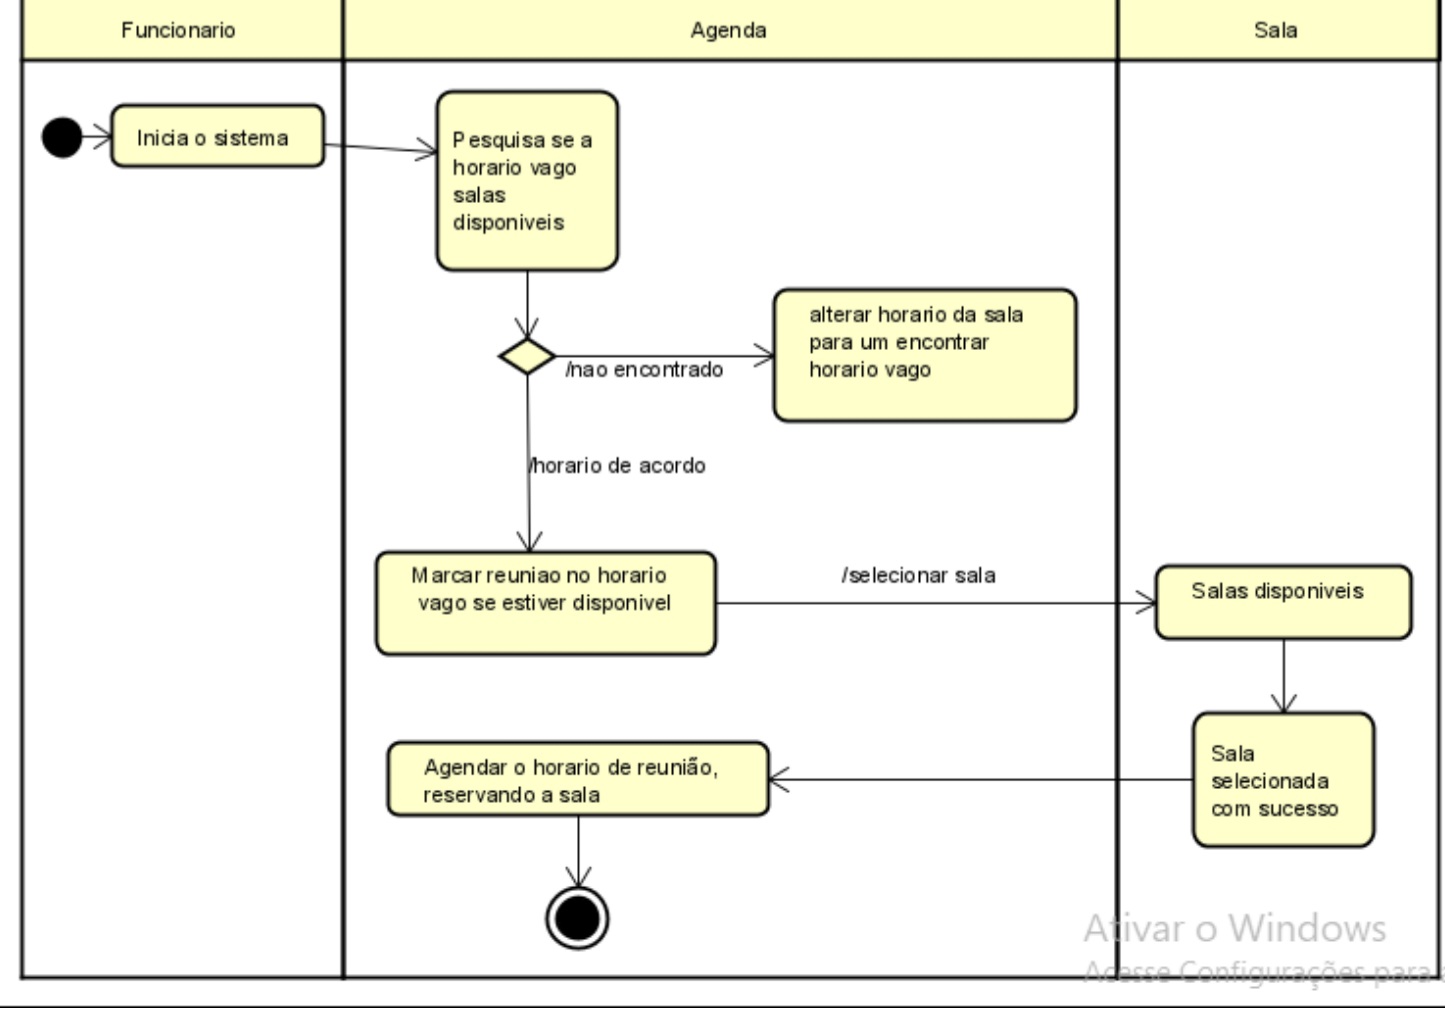 Funcionario
Agenda
Sala
Inicia o sistema
Pesquisa se a
horario vago
salas
disponiveis
alterar horario da sala
para um encontrar
horario vago
/nao encontrado
/horario de acordo
Marcar reuniao no horario
vago se estiver disponivel
/selecionar sala
Salas disponiveis
Sala
selecionada
com sucesso
Agendar o horario de reunião,
reservando a sala
Ativar o Windows
Acesse Configurações para